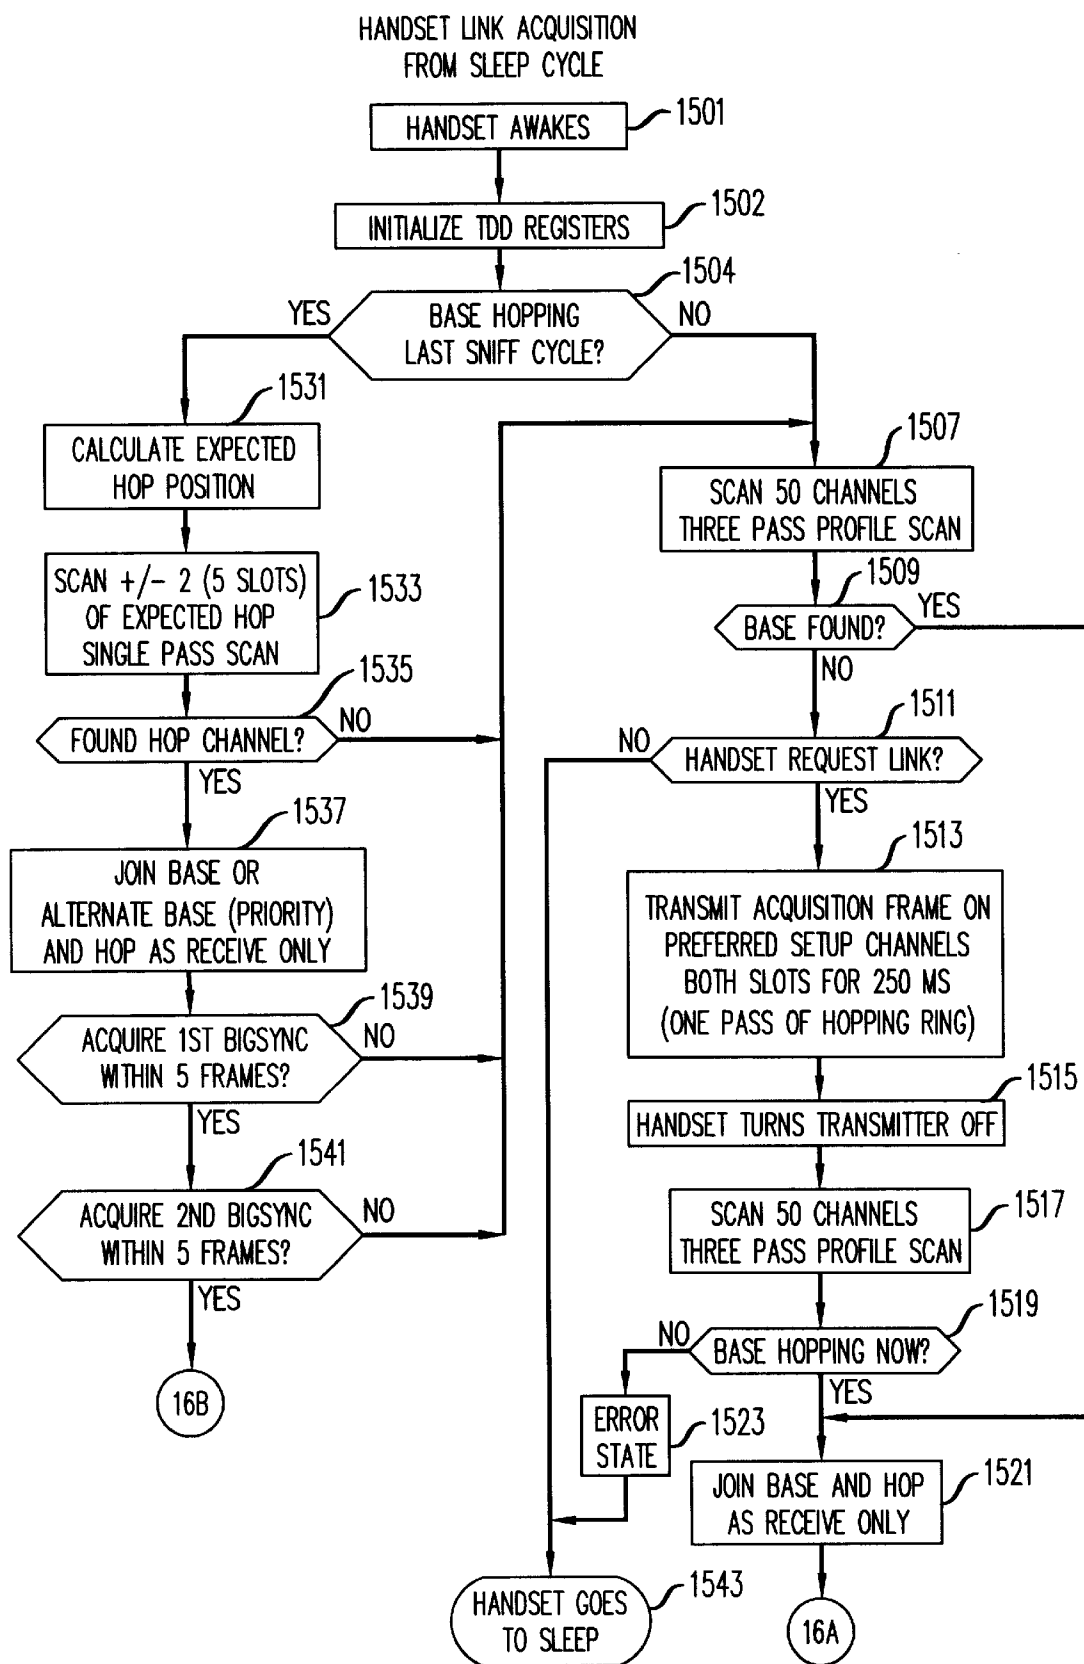 HANDSET LINK ACQUISITION
FROM SLEEP CYCLE
HANDSET AWAKES
1501
INITIALIZE TDD REGISTERS
1502
1504
YES
BASE HOPPING
LAST SNIFF CYCLE?
NO
1531
CALCULATE EXPECTED
HOP POSITION
SCAN +/- 2 (5 SLOTS)
OF EXPECTED HOP
SINGLE PASS SCAN
1533
1535
FOUND HOP CHANNEL?
NO
YES
1537
JOIN BASE OR
ALTERNATE BASE (PRIORITY)
AND HOP AS RECEIVE ONLY
1539
ACQUIRE 1ST BIGSYNC
WITHIN 5 FRAMES?
NO
YES
1541
ACQUIRE 2ND BIGSYNC
WITHIN 5 FRAMES?
NO
YES
16B
1507
SCAN 50 CHANNELS
THREE PASS PROFILE SCAN
1509
BASE FOUND?
YES
NO
1511
NO
HANDSET REQUEST LINK?
YES
1513
TRANSMIT ACQUISITION FRAME ON
PREFERRED SETUP CHANNELS
BOTH SLOTS FOR 250 MS
(ONE PASS OF HOPPING RING)
1515
HANDSET TURNS TRANSMITTER OFF
SCAN 50 CHANNELS
THREE PASS PROFILE SCAN
1517
1519
NO
BASE HOPPING NOW?
YES
ERROR
STATE
1523
JOIN BASE AND HOP
AS RECEIVE ONLY
1521
HANDSET GOES
TO SLEEP
1543
16A